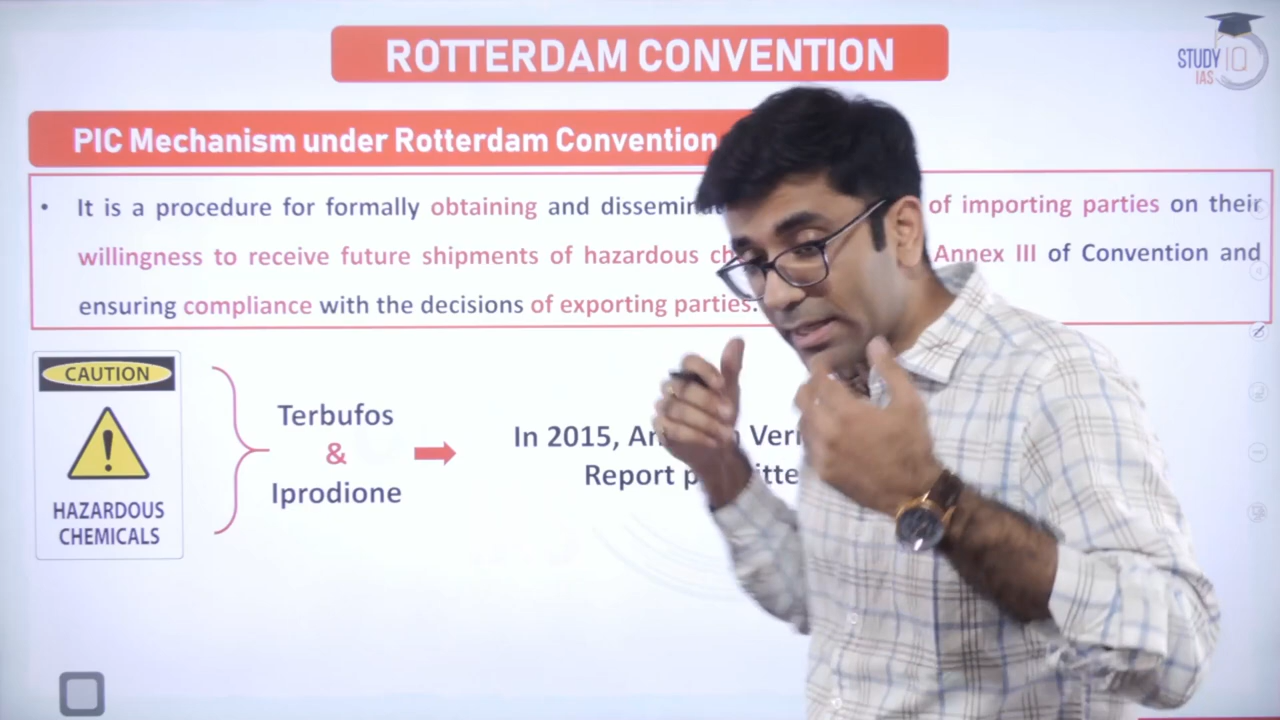 ROTTERDAM CONVENTION
STUDY IQ
IAS
PIC Mechanism under Rotterdam Convention
• It is a procedure for formally obtaining and of importing parties on their
willingness to receive future shipments of hazardous Annex III of Convention and
ensuring compliance with the decisions of exporting parties.
CAUTION
HAZARDOUS
CHEMICALS
Terbufos
&
Iprodione
In 2015,
Report